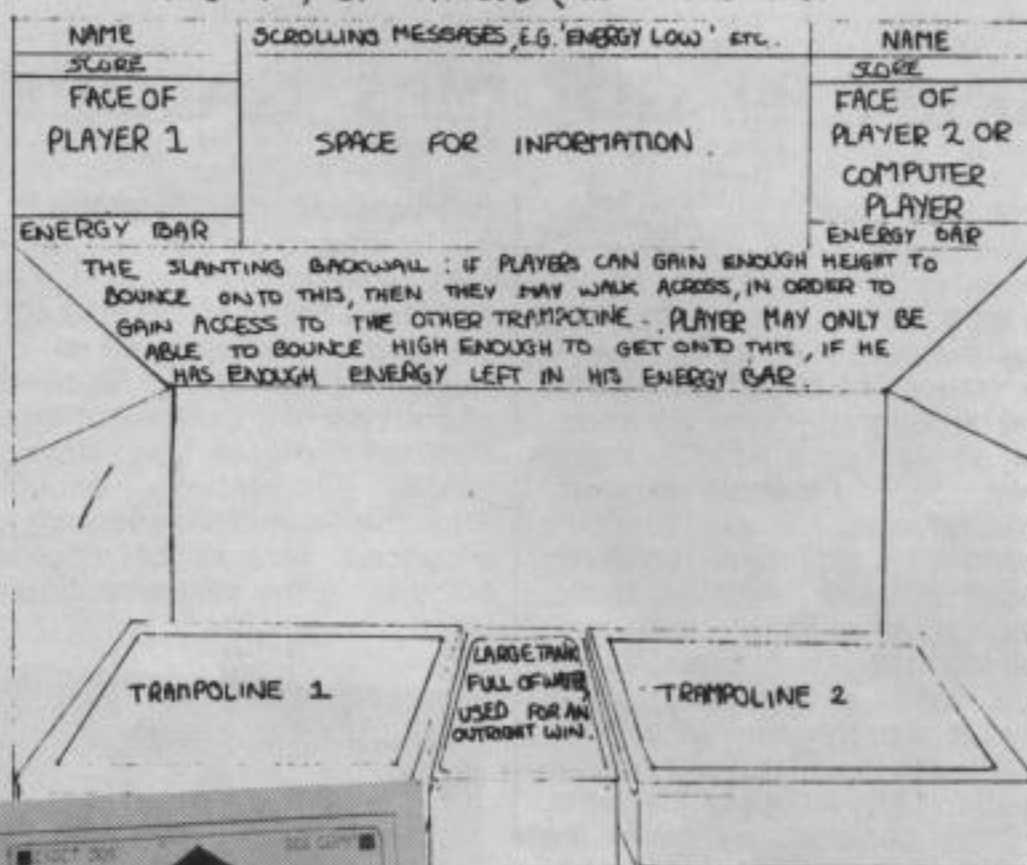 NAME
SCORE
FACE OF
PLAYER 1
ENERGY BAR
SCROLLING MESSAGES, E.G. 'ENERGY LOW' ETC.
SPACE FOR INFORMATION.
NAME
SCORE
FACE OF
PLAYER 2 OR
COMPUTER
PLAYER
ENERGY BAR
THE SLANTING BACKWALL : IF PLAYERS CAN GAIN ENOUGH HEIGHT TO
BOUNCE ONTO THIS, THEN THEY MAY WALK ACROSS, IN ORDER TO
GAIN ACCESS TO THE OTHER TRAMPOLINE.. PLAYER MAY ONLY BE
ABLE TO BOUNCE HIGH ENOUGH TO GET ONTO THIS, IF HE
HAS ENOUGH ENERGY LEFT IN HIS ENERGY BAR.
TRAMPOLINE 1
LARGE TANK
FULL OF WATER,
USED FOR AN
OUTRIGHT WIN.
TRAMPOLINE 2